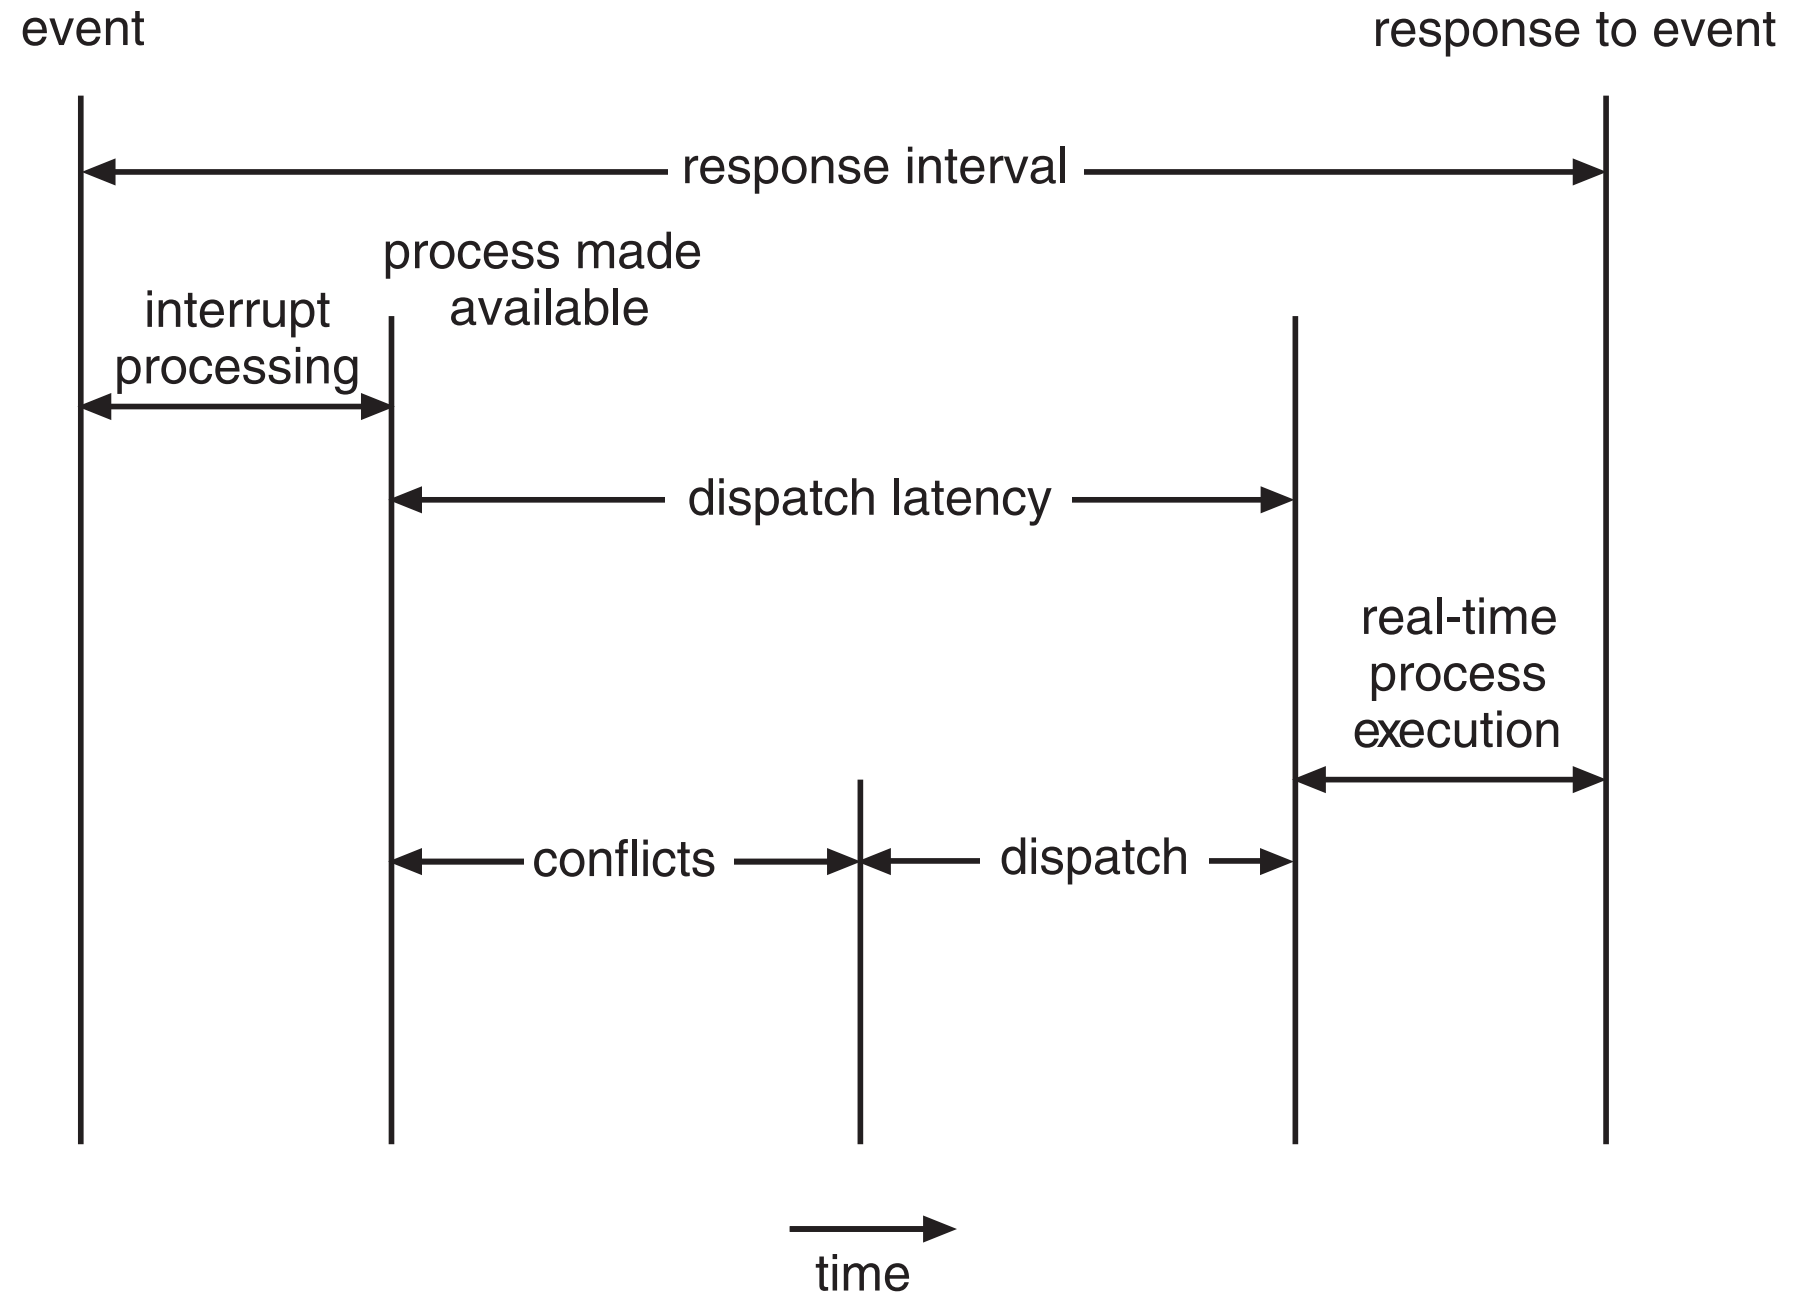 event
response to event
response interval
process made
available
interrupt
processing
dispatch latency
real-time
process
execution
conflicts
dispatch
time